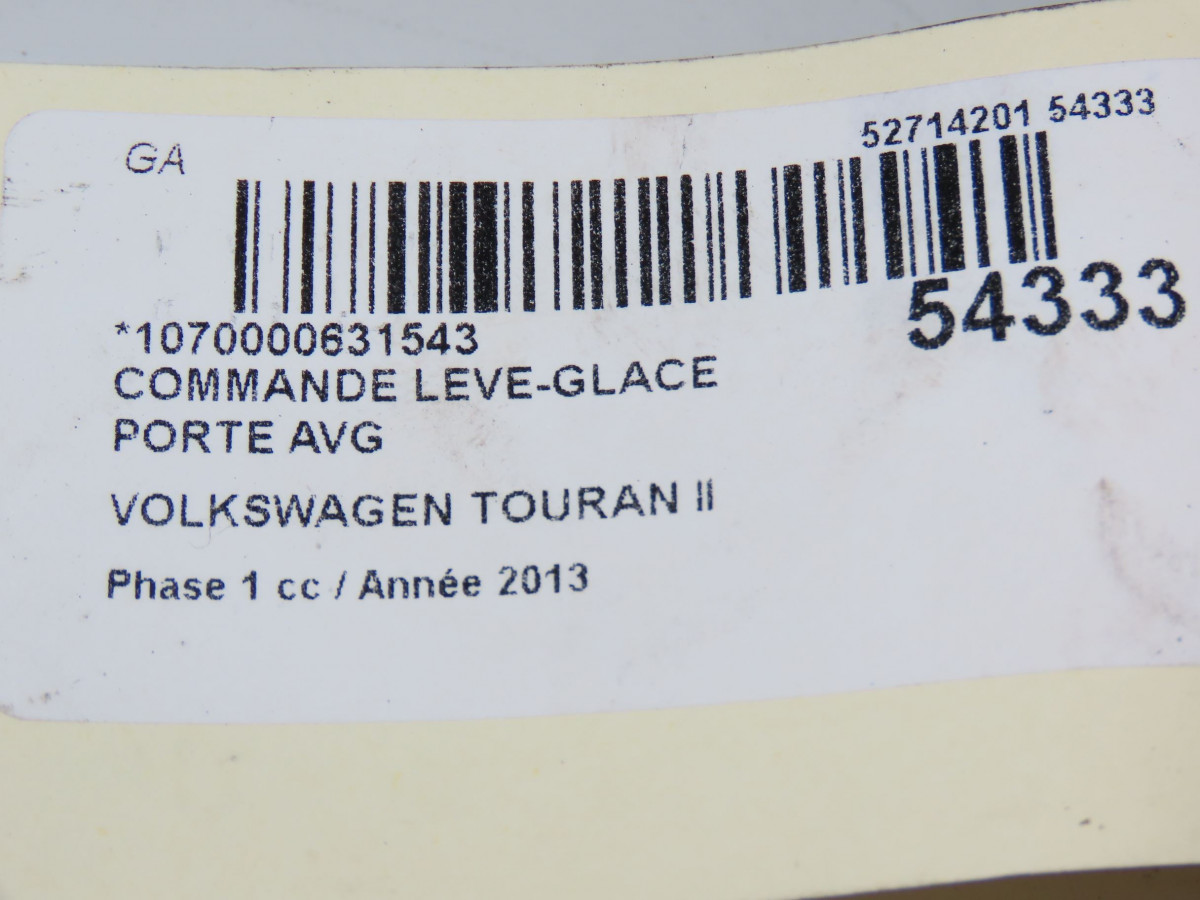 GA
52714201 54333
54333
*1070000631543
COMMANDE LEVE-GLACE
PORTE AVG
VOLKSWAGEN TOURAN II
Phase 1 cc / Année 2013